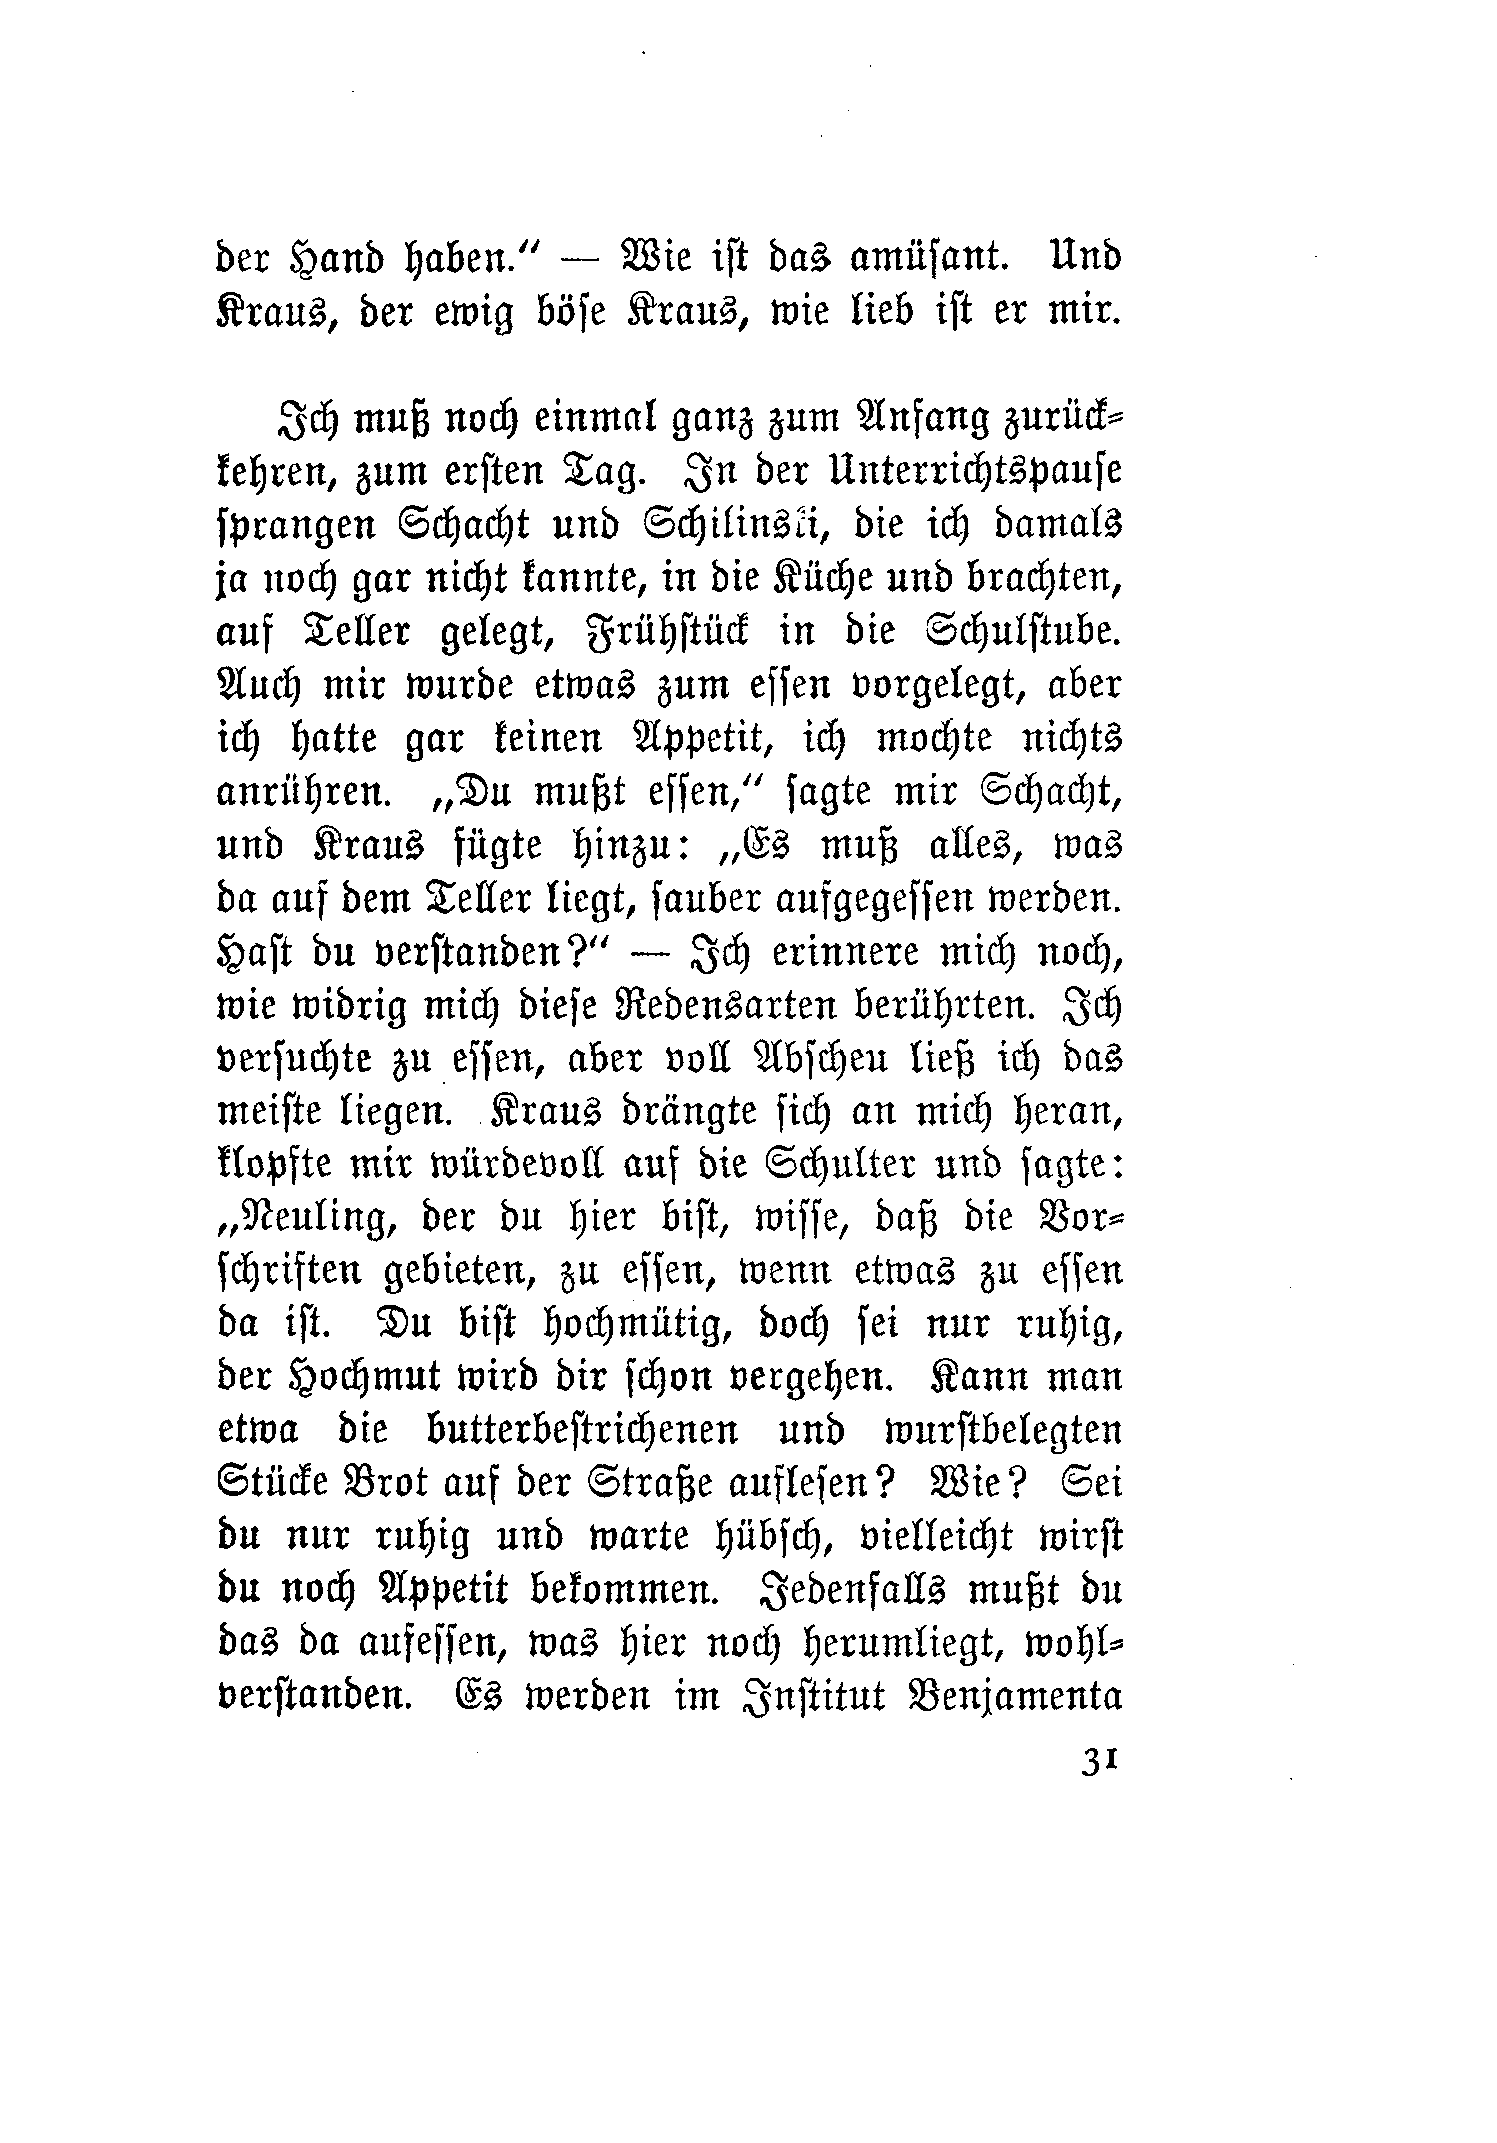 der Hand haben.“ — Wie iſt das amüſant. Und
Kraus, der ewig böſe Kraus, wie lieb iſt er mir.
Ich muß noch einmal ganz zum Anfang zurück⸗
kehren, zum erſten Tag. In der Unterrichtspauſe
ſprangen Schacht und Schilinski, die ich damals
ja noch gar nicht kannte, in die Küche und brachten,
auf Teller gelegt, Frühſtück in die Schulſtube.
Auch mir wurde etwas zum eſſen vorgelegt, aber
ich hatte gar keinen Appetit, ich mochte nichts
anrühren. „Du mußt eſſen,“ ſagte mir Schacht,
und Kraus fügte hinzu: „Es muß alles, was
da auf dem Teller liegt, ſauber aufgegeſſen werden.
Haſt du verſtanden?“ — Ich erinnere mich noch,
wie widrig mich dieſe Redensarten berührten. Ich
verſuchte zu eſſen, aber voll Abſcheu ließ ich das
meiſte liegen. Kraus drängte ſich an mich heran,
klopfte mir würdevoll auf die Schulter und ſagte:
„Neuling, der du hier biſt, wiſſe, daß die Vor⸗
ſchriften gebieten, zu eſſen, wenn etwas zu eſſen
da iſt. Du biſt hochmütig, doch ſei nur ruhig,
der Hochmut wird dir ſchon vergehen. Kann man
etwa die butterbeſtrichenen und wurſtbelegten
Stücke Brot auf der Straße aufleſen? Wie? Sei
du nur ruhig und warte hübſch, vielleicht wirſt
du noch Appetit bekommen. Jedenfalls mußt du
das da aufeſſen, was hier noch herumliegt, wohl⸗
verſtanden. Es werden im Inſtitut Benjamenta
31